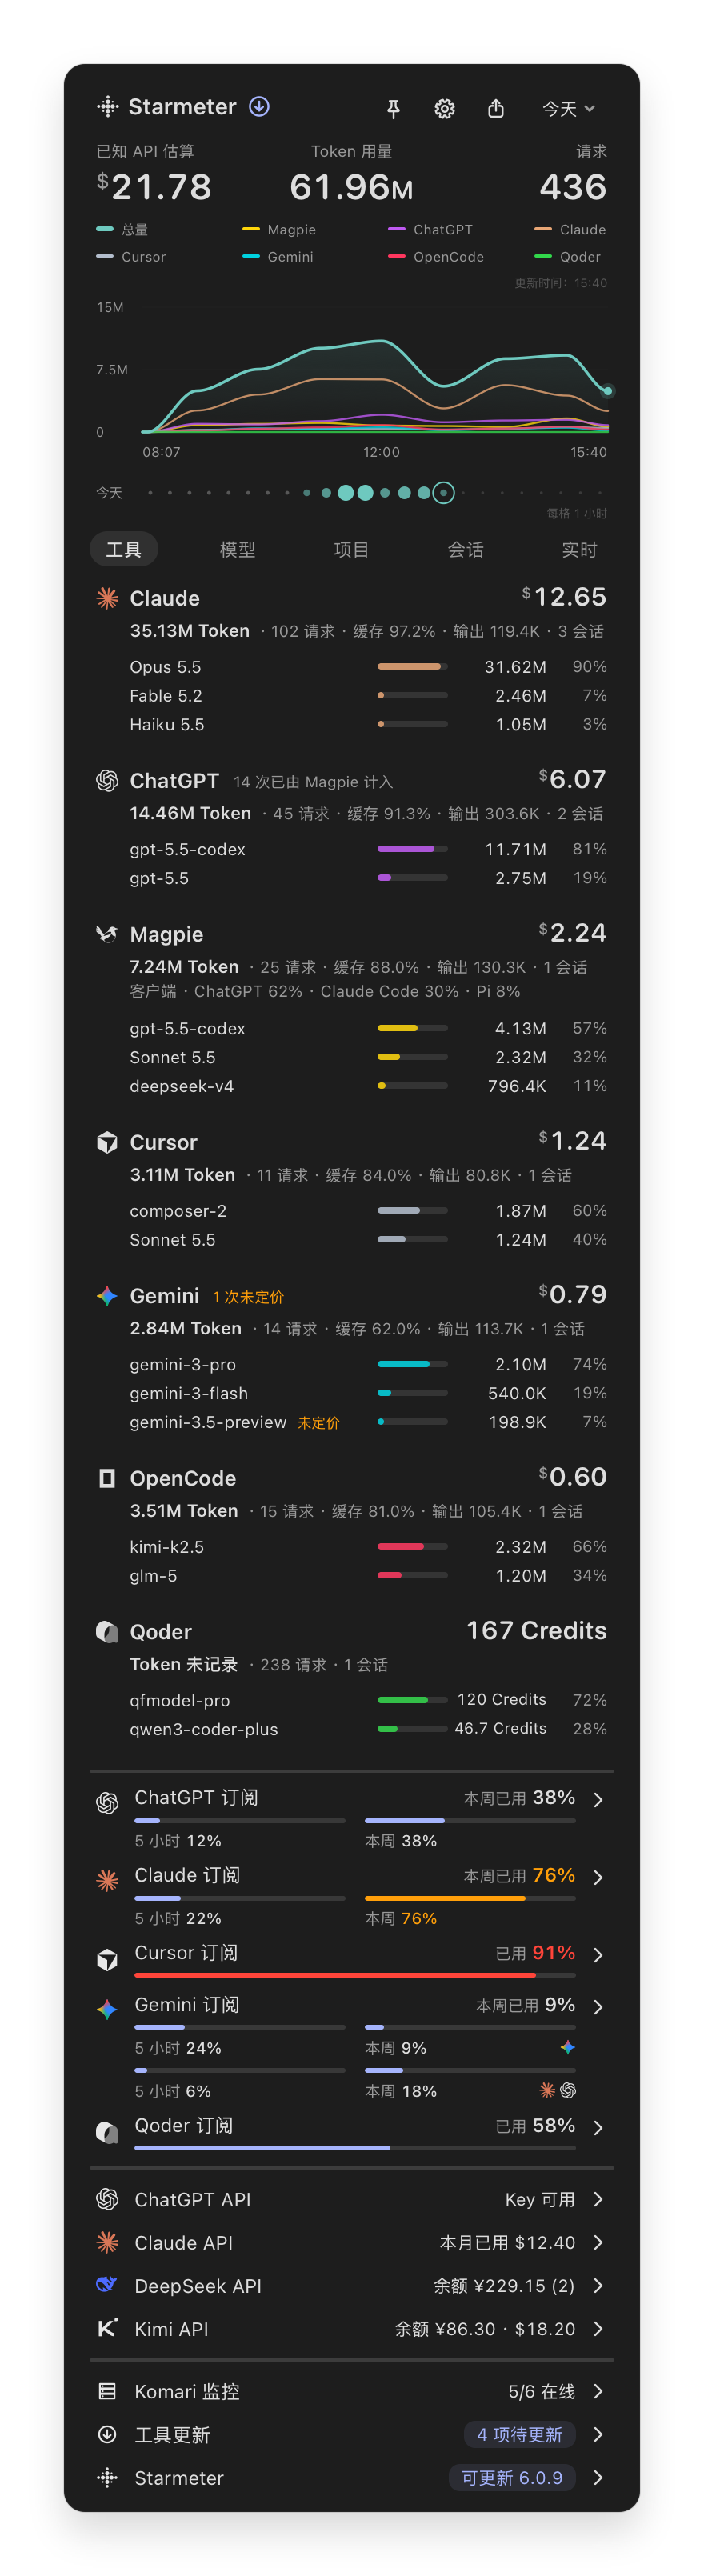 Starmeter 今天
已知 API 估算 Token 用量 请求
$21.78 61.96M 436
总量 Magpie ChatGPT Claude
Cursor Gemini OpenCode Qoder
更新时间：15:40
15M
7.5M
0
08:07 12:00 15:40
今天
每格 1 小时
工具 模型 项目 会话 实时
Claude $12.65
35.13M Token · 102 请求 · 缓存 97.2% · 输出 119.4K · 3 会话
Opus 5.5 31.62M 90%
Fable 5.2 2.46M 7%
Haiku 5.5 1.05M 3%
ChatGPT 14 次已由 Magpie 计入 $6.07
14.46M Token · 45 请求 · 缓存 91.3% · 输出 303.6K · 2 会话
gpt-5.5-codex 11.71M 81%
gpt-5.5 2.75M 19%
Magpie $2.24
7.24M Token · 25 请求 · 缓存 88.0% · 输出 130.3K · 1 会话
客户端 · ChatGPT 62% · Claude Code 30% · Pi 8%
gpt-5.5-codex 4.13M 57%
Sonnet 5.5 2.32M 32%
deepseek-v4 796.4K 11%
Cursor $1.24
3.11M Token · 11 请求 · 缓存 84.0% · 输出 80.8K · 1 会话
composer-2 1.87M 60%
Sonnet 5.5 1.24M 40%
Gemini 1 次未定价 $0.79
2.84M Token · 14 请求 · 缓存 62.0% · 输出 113.7K · 1 会话
gemini-3-pro 2.10M 74%
gemini-3-flash 540.0K 19%
gemini-3.5-preview 未定价 198.9K 7%
OpenCode $0.60
3.51M Token · 15 请求 · 缓存 81.0% · 输出 105.4K · 1 会话
kimi-k2.5 2.32M 66%
glm-5 1.20M 34%
Qoder 167 Credits
Token 未记录 · 238 请求 · 1 会话
qfmodel-pro 120 Credits 72%
qwen3-coder-plus 46.7 Credits 28%
ChatGPT 订阅 本周已用 38%
5 小时 12% 本周 38%
Claude 订阅 本周已用 76%
5 小时 22% 本周 76%
Cursor 订阅 已用 91%
Gemini 订阅 本周已用 9%
5 小时 24% 本周 9%
5 小时 6% 本周 18%
Qoder 订阅 已用 58%
ChatGPT API Key 可用
Claude API 本月已用 $12.40
DeepSeek API 余额 ¥229.15 (2)
Kimi API 余额 ¥86.30 · $18.20
Komari 监控 5/6 在线
工具更新 4 项待更新
Starmeter 可更新 6.0.9